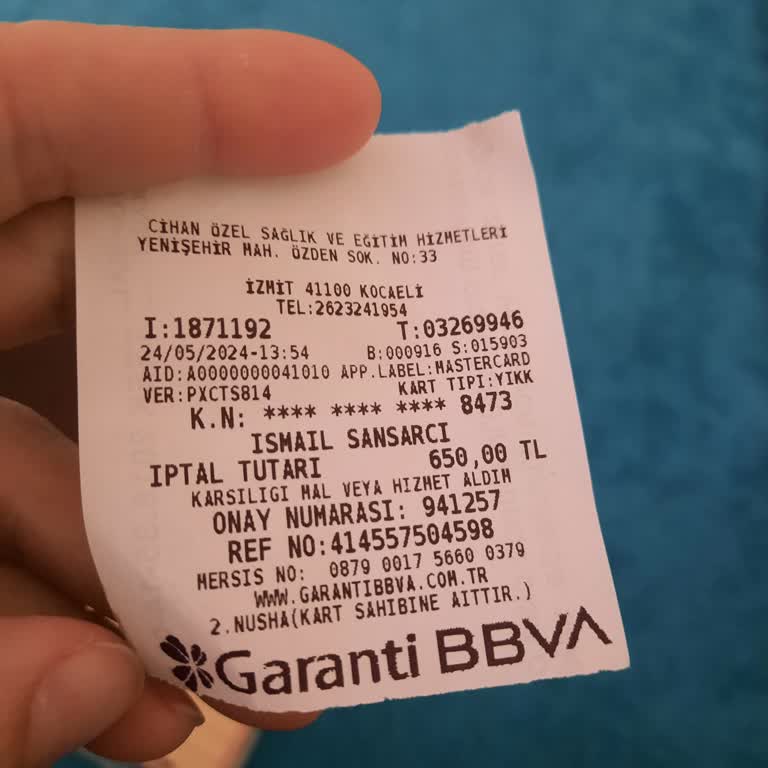 CİHAN ÖZEL SAĞLIK VE EĞİTİM HİZMETLERİ
YENİŞEHİR MAH. ÖZDEN SOK. NO:33
İZMİT 41100 KOCAELİ
TEL:2623241954
I:1871192 T:03269946
24/05/2024-13:54 B:000916 S:015903
AID:A0000000041010 APP.LABEL:MASTERCARD
VER:PXCTS814 KART TIPI:YIKK
K.N: **** **** **** 8473
ISMAIL SANSARCI
IPTAL TUTARI 650,00 TL
KARSILIGI MAL VEYA HIZMET ALDIM
ONAY NUMARASI: 941257
REF NO:414557504598
MERSIS NO: 0879 0017 5660 0379
WWW.GARANTIBBVA.COM.TR
2.NUSHA(KART SAHIBINE AITTIR.)
Garanti BBVA